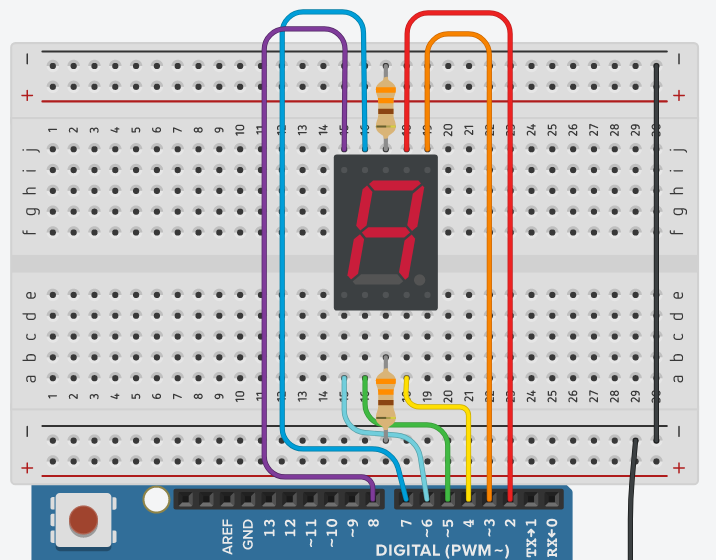 − −
+ +
1 2 3 4 5 6 7 8 9 10 11 12 13 14 15 16 18 19 20 21 22 23 24 25 26 27 28 29 30
j j
i i
h h
g g
f f
e e
d d
c c
b b
a a
1 2 3 4 5 6 7 8 9 10 11 12 13 14 15 16 18 19 20 21 22 23 24 25 26 27 28 29 30
− −
+ +
AREF GND 13 12 ~11 ~10 ~9 8 7 ~6 ~5 4 ~3 2 TX→1 RX←0
DIGITAL (PWM ~)